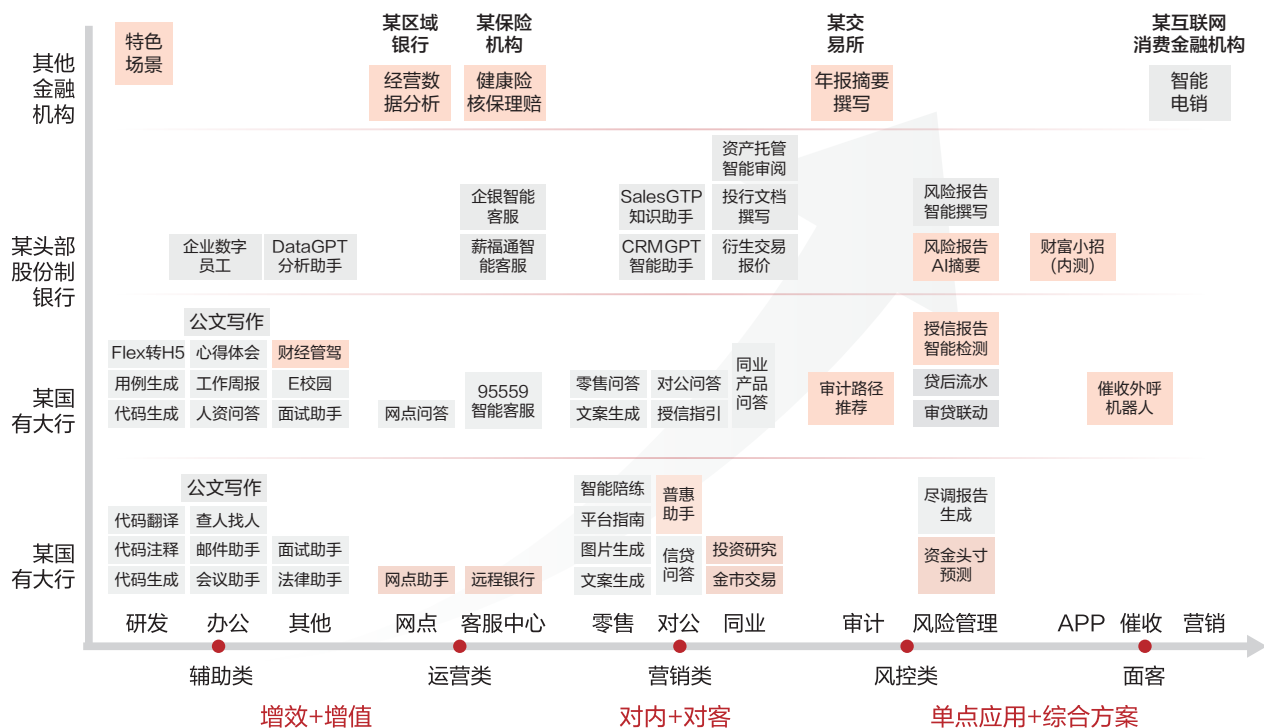 特色
场景
某区域
银行
某保险
机构
某交
易所
某互联网
消费金融机构
其他
金融
机构
经营数
据分析
健康险
核保理赔
年报摘要
撰写
智能
电销
某头部
股份制
银行
企业数字
员工
DataGPT
分析助手
企银智能
客服
薪福通智
能客服
SalesGTP
知识助手
CRMGPT
智能助手
资产托管
智能审阅
投行文档
撰写
衍生交易
报价
风险报告
智能撰写
风险报告
AI摘要
财富小招
(内测)
某国
有大行
公文写作
Flex转H5
心得体会
财经管驾
用例生成
工作周报
E校园
代码生成
人资问答
面试助手
网点问答
95559
智能客服
零售问答
对公问答
文案生成
授信指引
同业
产品
问答
审计路径
推荐
授信报告
智能检测
贷后流水
审贷联动
催收外呼
机器人
某国
有大行
公文写作
代码翻译
查人找人
代码注释
邮件助手
面试助手
代码生成
会议助手
法律助手
网点助手
远程银行
智能陪练
平台指南
图片生成
文案生成
普惠
助手
信贷
问答
投资研究
金市交易
尽调报告
生成
资金头寸
预测
研发
办公
其他
网点
客服中心
零售
对公
同业
审计
风险管理
APP
催收
营销
辅助类
运营类
营销类
风控类
面客
增效+增值
对内+对客
单点应用+综合方案